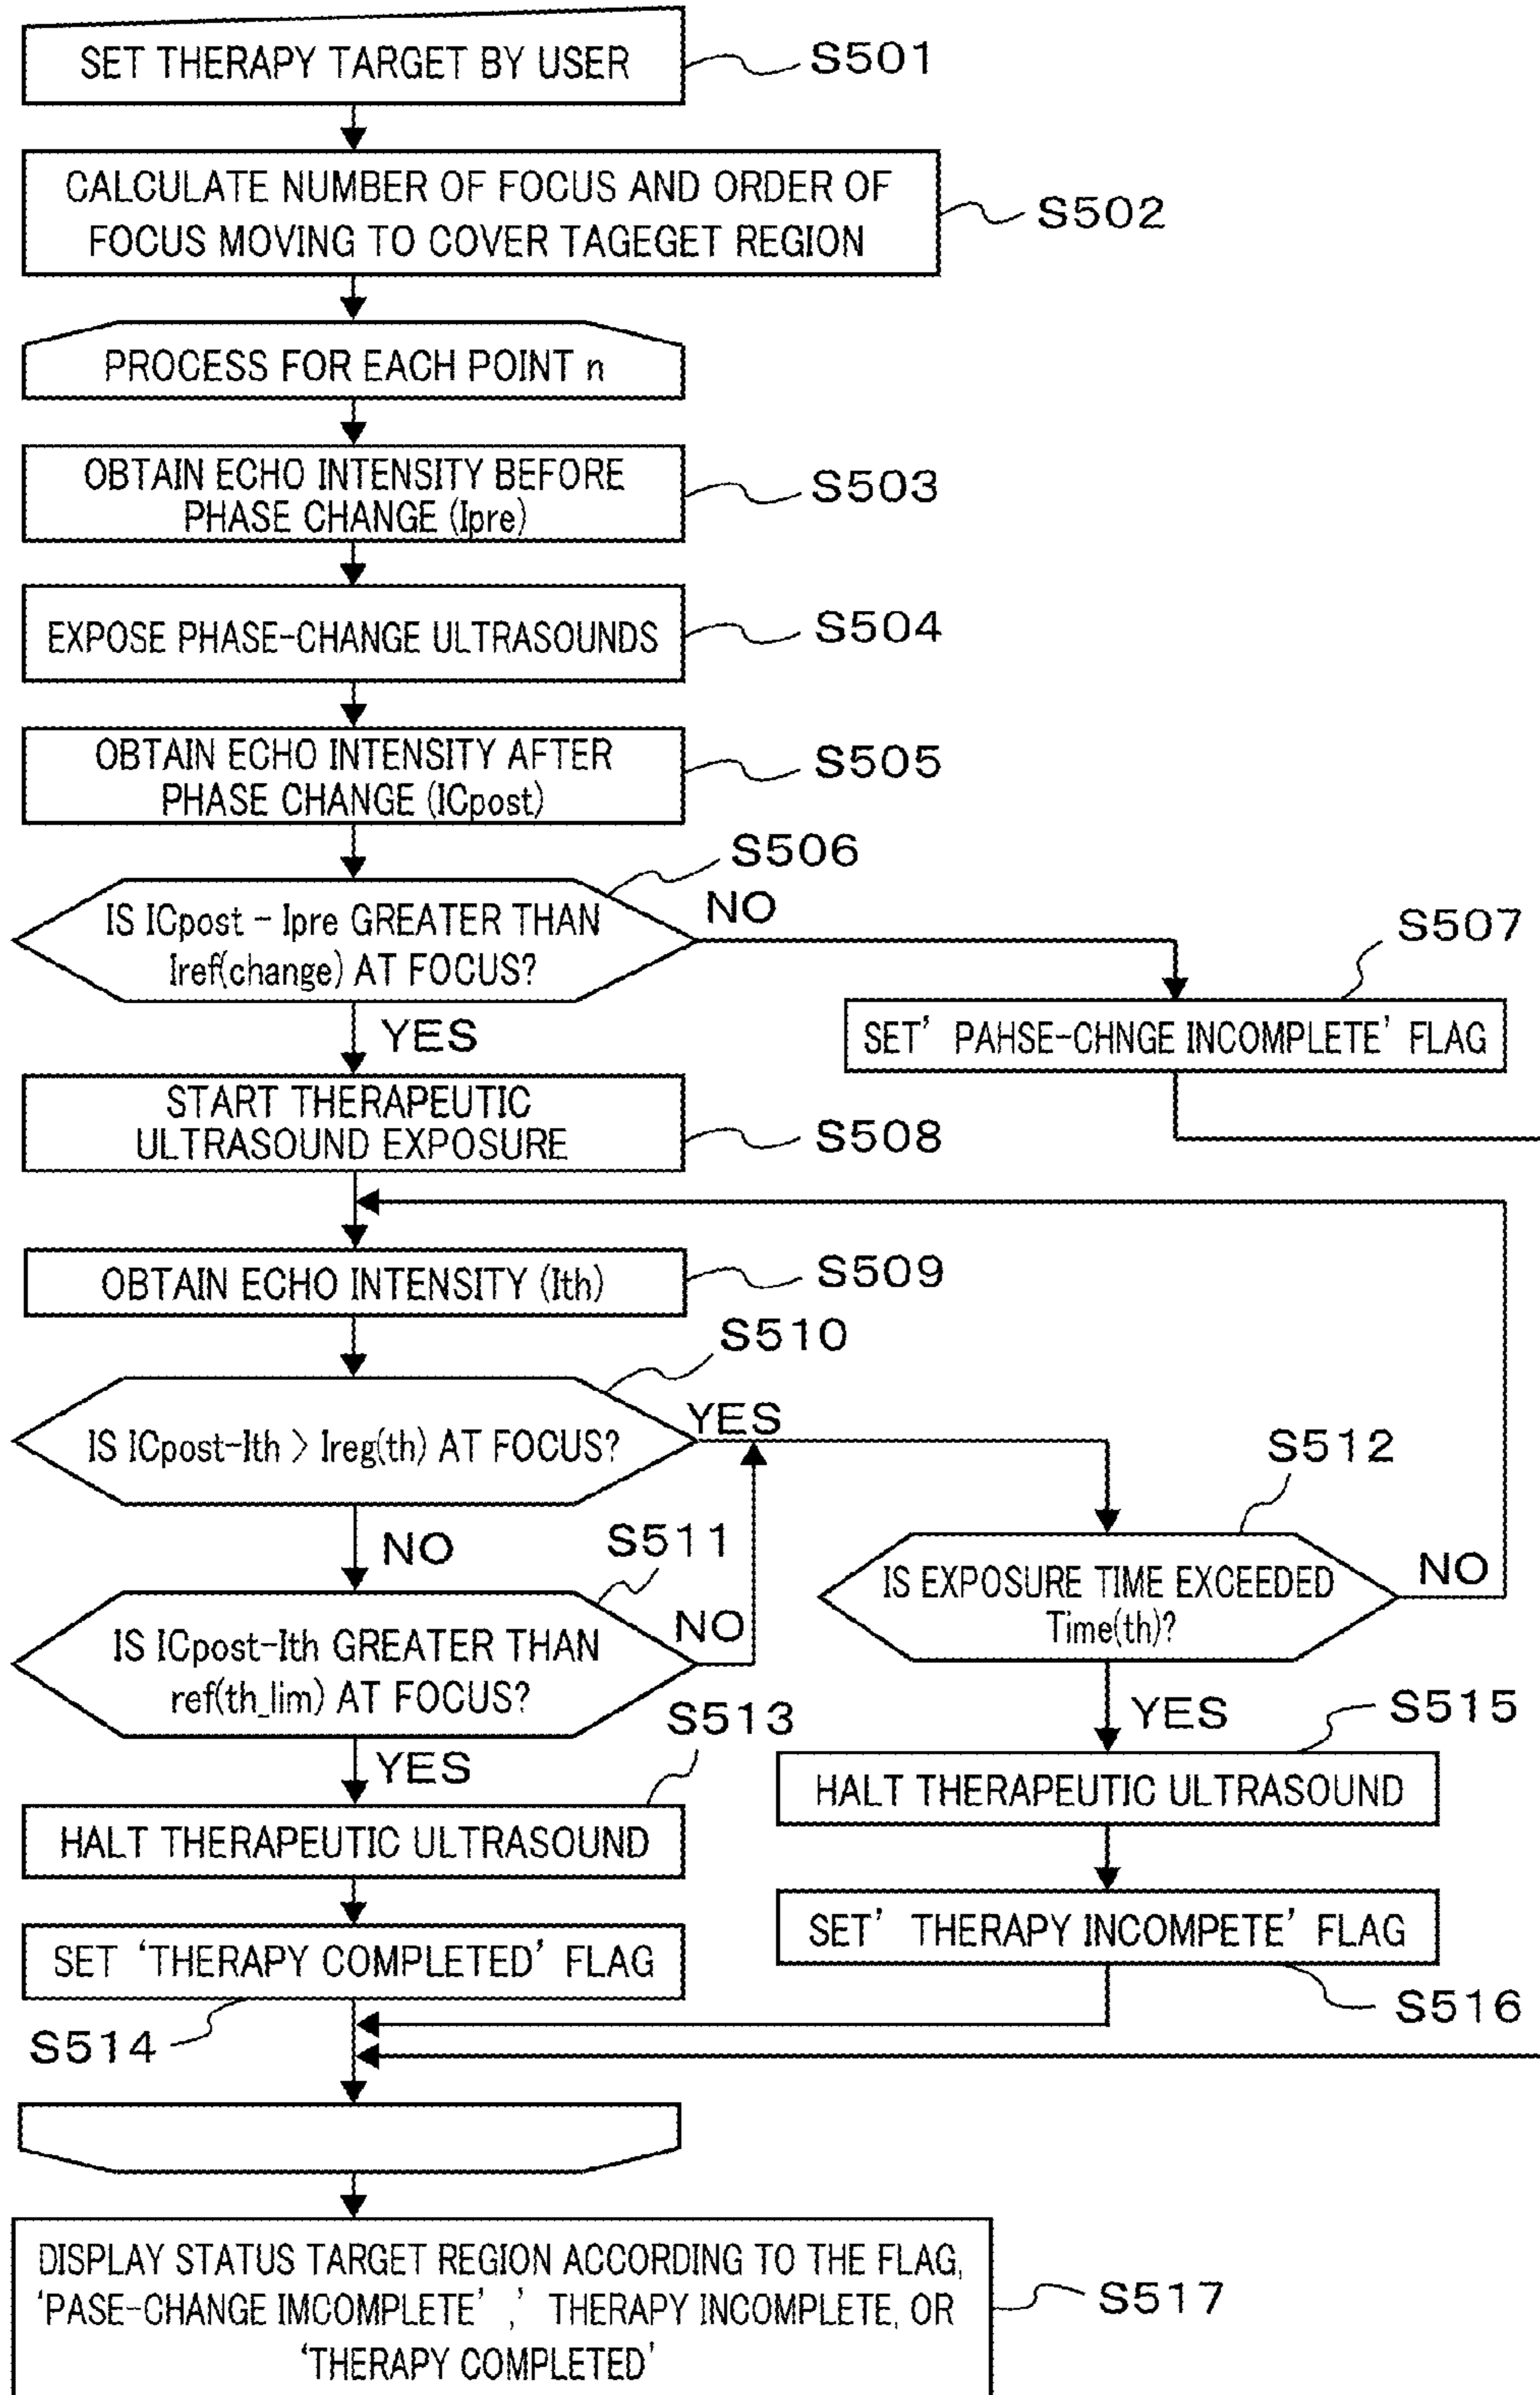 SET THERAPY TARGET BY USER
S501
CALCULATE NUMBER OF FOCUS AND ORDER OF
FOCUS MOVING TO COVER TAGEGET REGION
S502
PROCESS FOR EACH POINT n
OBTAIN ECHO INTENSITY BEFORE
PHASE CHANGE (Ipre)
S503
EXPOSE PHASE-CHANGE ULTRASOUNDS
S504
OBTAIN ECHO INTENSITY AFTER
PHASE CHANGE (ICpost)
S505
S506
IS ICpost - Ipre GREATER THAN
Iref(change) AT FOCUS?
NO
S507
SET' PAHSE-CHNGE INCOMPLETE' FLAG
YES
START THERAPEUTIC
ULTRASOUND EXPOSURE
S508
OBTAIN ECHO INTENSITY (Ith)
S509
S510
IS ICpost-Ith > Ireg(th) AT FOCUS?
YES
NO
S511
IS ICpost-Ith GREATER THAN
ref(th_lim) AT FOCUS?
NO
S512
IS EXPOSURE TIME EXCEEDED
Time(th)?
NO
YES
S513
HALT THERAPEUTIC ULTRASOUND
YES
S515
HALT THERAPEUTIC ULTRASOUND
SET 'THERAPY COMPLETED' FLAG
S514
SET' THERAPY INCOMPETE' FLAG
S516
DISPLAY STATUS TARGET REGION ACCORDING TO THE FLAG,
'PASE-CHANGE IMCOMPLETE' ,' THERAPY INCOMPLETE, OR
'THERAPY COMPLETED'
S517